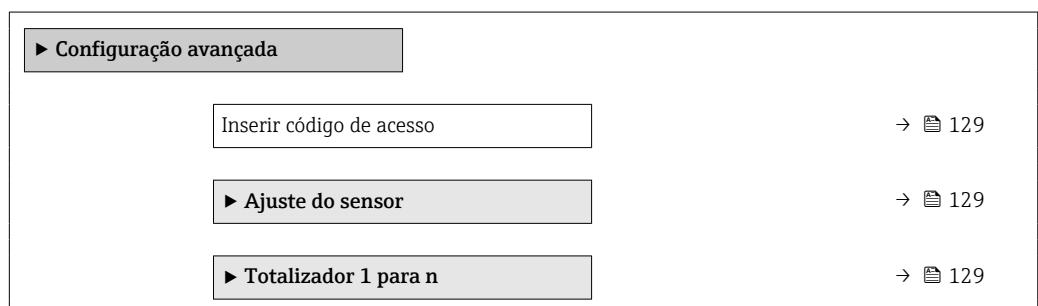 ▶ Configuração avançada
Inserir código de acesso → 129
▶ Ajuste do sensor → 129
▶ Totalizador 1 para n → 129